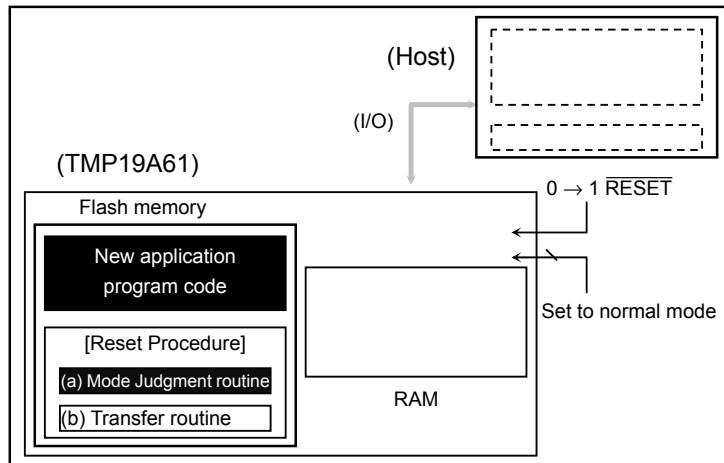 (Host)
(I/O)
(TMP19A61)
0 → 1 RESET
Flash memory
New application
program code
Set to normal mode
[Reset Procedure]
(a) Mode Judgment routine
(b) Transfer routine
RAM